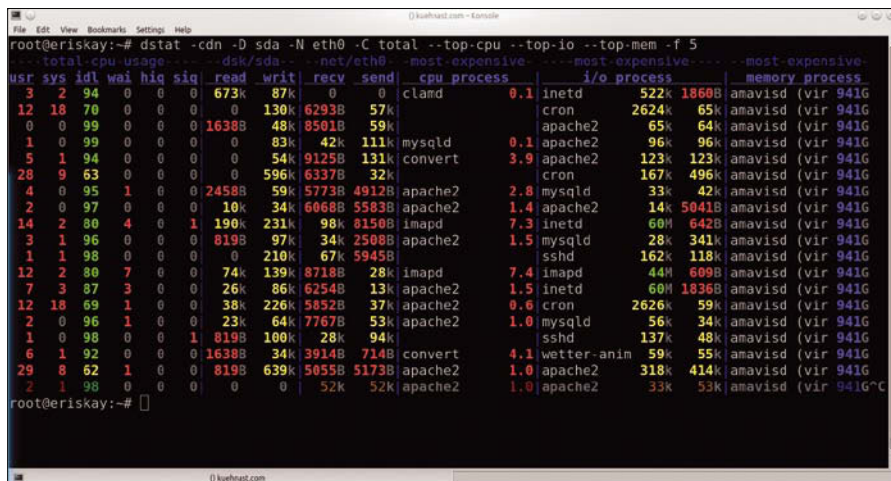 () kuehnast.com - Konsole
File Edit View Bookmarks Settings Help
root@eriskay:~# dstat -cdn -D sda -N eth0 -C total --top-cpu --top-io --top-mem -f 5
----total-cpu-usage---- --dsk/sda-- --net/eth0- -most-expensive- ----most-expensive---- --most-expensive-
usr sys idl wai hiq siq| read writ| recv send| cpu process | i/o process | memory process
3 2 94 0 0 0| 673k 87k| 0 0 |clamd 0.1|inetd 522k 1860B|amavisd (vir 941G
12 18 70 0 0 0| 0 130k|6293B 57k| |cron 2624k 65k|amavisd (vir 941G
0 0 99 0 0 0|1638B 48k|8501B 59k| |apache2 65k 64k|amavisd (vir 941G
1 0 99 0 0 0| 0 83k| 42k 111k|mysqld 0.1|apache2 96k 96k|amavisd (vir 941G
5 1 94 0 0 0| 0 54k|9125B 131k|convert 3.9|apache2 123k 123k|amavisd (vir 941G
28 9 63 0 0 0| 0 596k|6337B 32k| |cron 167k 496k|amavisd (vir 941G
4 0 95 1 0 0|2458B 59k|5773B 4912B|apache2 2.8|mysqld 33k 42k|amavisd (vir 941G
2 0 97 0 0 0| 10k 34k|6068B 5583B|apache2 1.4|apache2 14k 5041B|amavisd (vir 941G
14 2 80 4 0 1| 190k 231k| 98k 8150B|imapd 7.3|inetd 60M 642B|amavisd (vir 941G
3 1 96 0 0 0| 819B 97k| 34k 2508B|apache2 1.5|mysqld 28k 341k|amavisd (vir 941G
1 1 98 0 0 0| 0 210k| 67k 5945B| |sshd 162k 118k|amavisd (vir 941G
12 2 80 7 0 0| 74k 139k|8718B 28k|imapd 7.4|imapd 44M 609B|amavisd (vir 941G
7 3 87 3 0 0| 26k 86k|6254B 13k|apache2 1.5|inetd 60M 1836B|amavisd (vir 941G
12 18 69 1 0 0| 38k 226k|5852B 37k|apache2 0.6|cron 2626k 59k|amavisd (vir 941G
2 0 96 1 0 0| 23k 64k|7767B 53k|apache2 1.0|mysqld 56k 34k|amavisd (vir 941G
1 0 98 0 0 1| 819B 100k| 28k 94k| |sshd 137k 48k|amavisd (vir 941G
6 1 92 0 0 0|1638B 34k|3914B 714B|convert 4.1|wetter-anim 59k 55k|amavisd (vir 941G
29 8 62 1 0 0| 819B 639k|5055B 5173B|apache2 1.0|apache2 318k 414k|amavisd (vir 941G
2 1 98 0 0 0| 0 0 | 52k 52k|apache2 1.0|apache2 33k 53k|amavisd (vir 941G^C
root@eriskay:~#
() kuehnast.com